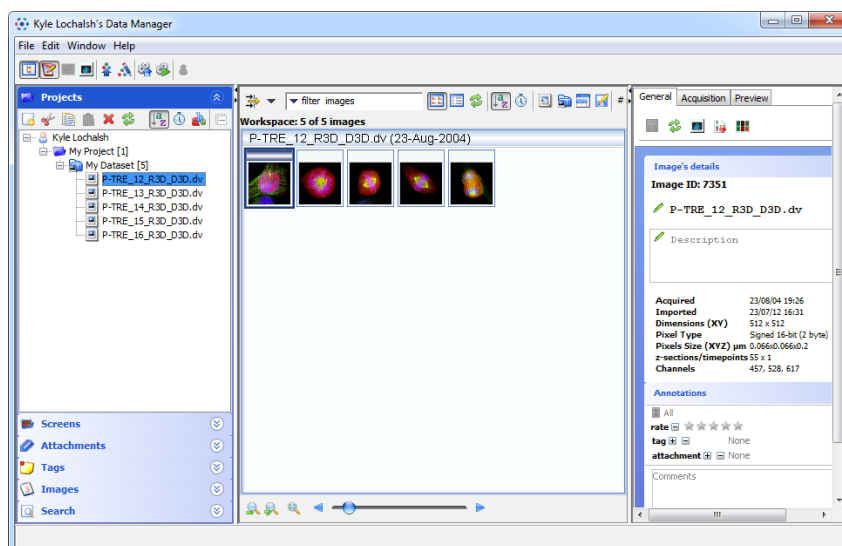 Kyle Lochalsh's Data Manager
File Edit Window Help
Projects
Kyle Lochalsh
My Project [1]
My Dataset [5]
P-TRE_12_R3D_D3D.dv
P-TRE_13_R3D_D3D.dv
P-TRE_14_R3D_D3D.dv
P-TRE_15_R3D_D3D.dv
P-TRE_16_R3D_D3D.dv
Screens
Attachments
Tags
Images
Search
filter images
#
Workspace: 5 of 5 images
P-TRE_12_R3D_D3D.dv (23-Aug-2004)
General Acquisition Preview
Image's details
Image ID: 7351
P-TRE_12_R3D_D3D.dv
Description
Acquired 23/08/04 19:26
Imported 23/07/12 16:31
Dimensions (XY) 512 x 512
Pixel Type Signed 16-bit (2 byte)
Pixels Size (XYZ) µm 0.066x0.066x0.2
z-sections/timepoints 55 x 1
Channels 457, 528, 617
Annotations
All
rate
tag None
attachment None
Comments